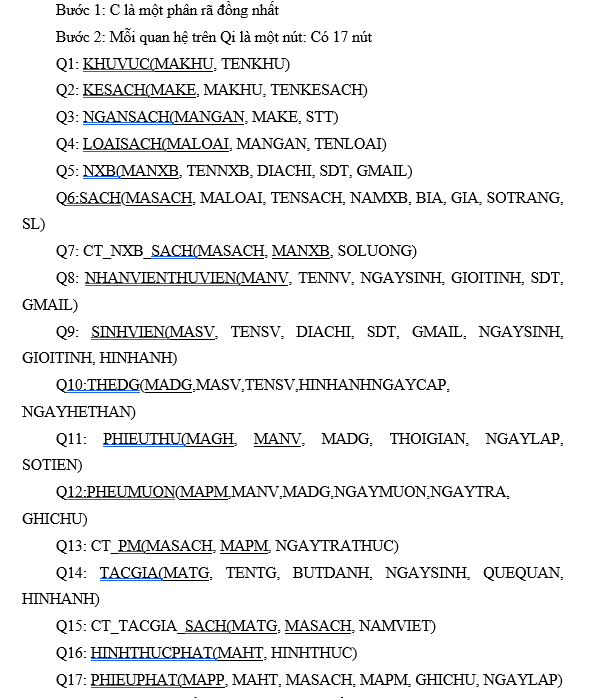 Bước 1: C là một phân rã đồng nhất
Bước 2: Mỗi quan hệ trên Qi là một nút: Có 17 nút
Q1: KHUVUC(MAKHU, TENKHU)
Q2: KESACH(MAKE, MAKHU, TENKESACH)
Q3: NGANSACH(MANGAN, MAKE, STT)
Q4: LOAISACH(MALOAI, MANGAN, TENLOAI)
Q5: NXB(MANXB, TENNXB, DIACHI, SDT, GMAIL)
Q6:SACH(MASACH, MALOAI, TENSACH, NAMXB, BIA, GIA, SOTRANG,
SL)
Q7: CT_NXB_SACH(MASACH, MANXB, SOLUONG)
Q8: NHANVIENTHUVIEN(MANV, TENNV, NGAYSINH, GIOITINH, SDT,
GMAIL)
Q9: SINHVIEN(MASV, TENSV, DIACHI, SDT, GMAIL, NGAYSINH,
GIOITINH, HINHANH)
Q10:THEDG(MADG,MASV,TENSV,HINHANHNGAYCAP,
NGAYHETHAN)
Q11: PHIEUTHU(MAGH, MANV, MADG, THOIGIAN, NGAYLAP,
SOTIEN)
Q12:PHEUMUON(MAPM,MANV,MADG,NGAYMUON,NGAYTRA,
GHICHU)
Q13: CT_PM(MASACH, MAPM, NGAYTRATHUC)
Q14: TACGIA(MATG, TENTG, BUTDANH, NGAYSINH, QUEQUAN,
HINHANH)
Q15: CT_TACGIA_SACH(MATG, MASACH, NAMVIET)
Q16: HINHTHUCPHAT(MAHT, HINHTHUC)
Q17: PHIEUPHAT(MAPP, MAHT, MASACH, MAPM, GHICHU, NGAYLAP)